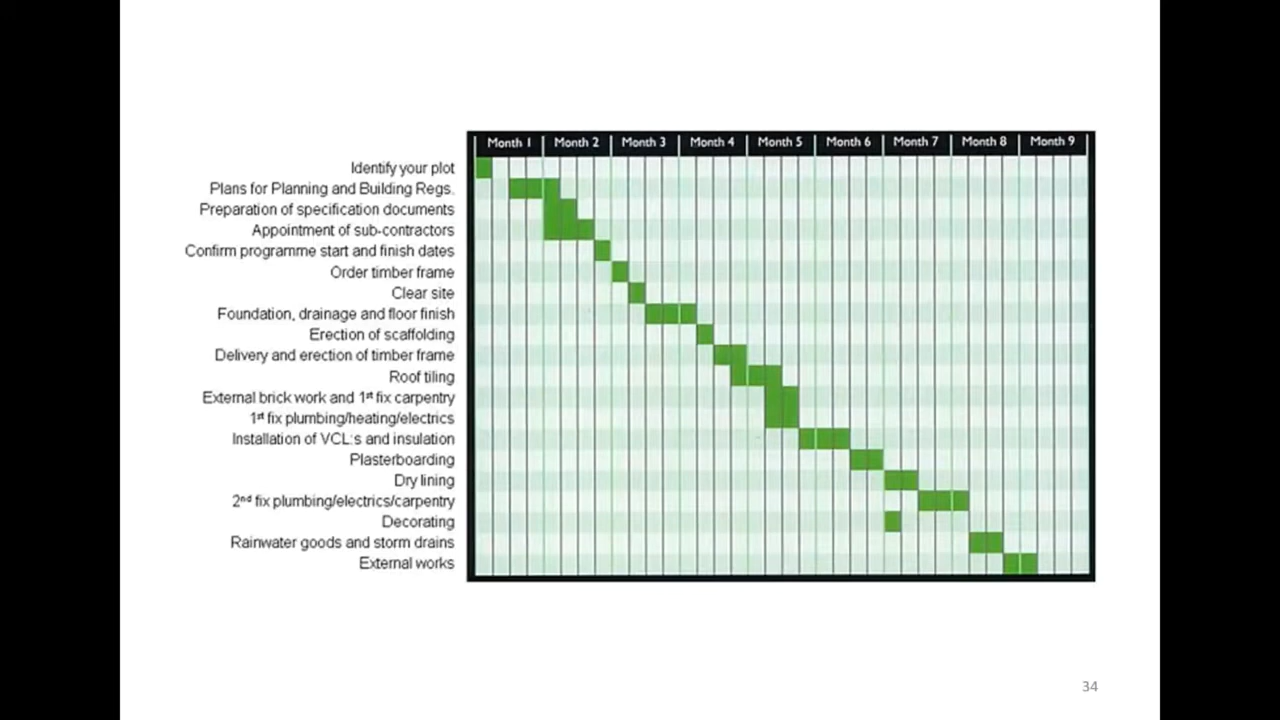 Month 1 Month 2 Month 3 Month 4 Month 5 Month 6 Month 7 Month 8 Month 9
Identify your plot
Plans for Planning and Building Regs.
Preparation of specification documents
Appointment of sub-contractors
Confirm programme start and finish dates
Order timber frame
Clear site
Foundation, drainage and floor finish
Erection of scaffolding
Delivery and erection of timber frame
Roof tiling
External brick work and 1st fix carpentry
1st fix plumbing/heating/electrics
Installation of VCL:s and insulation
Plasterboarding
Dry lining
2nd fix plumbing/electrics/carpentry
Decorating
Rainwater goods and storm drains
External works
34